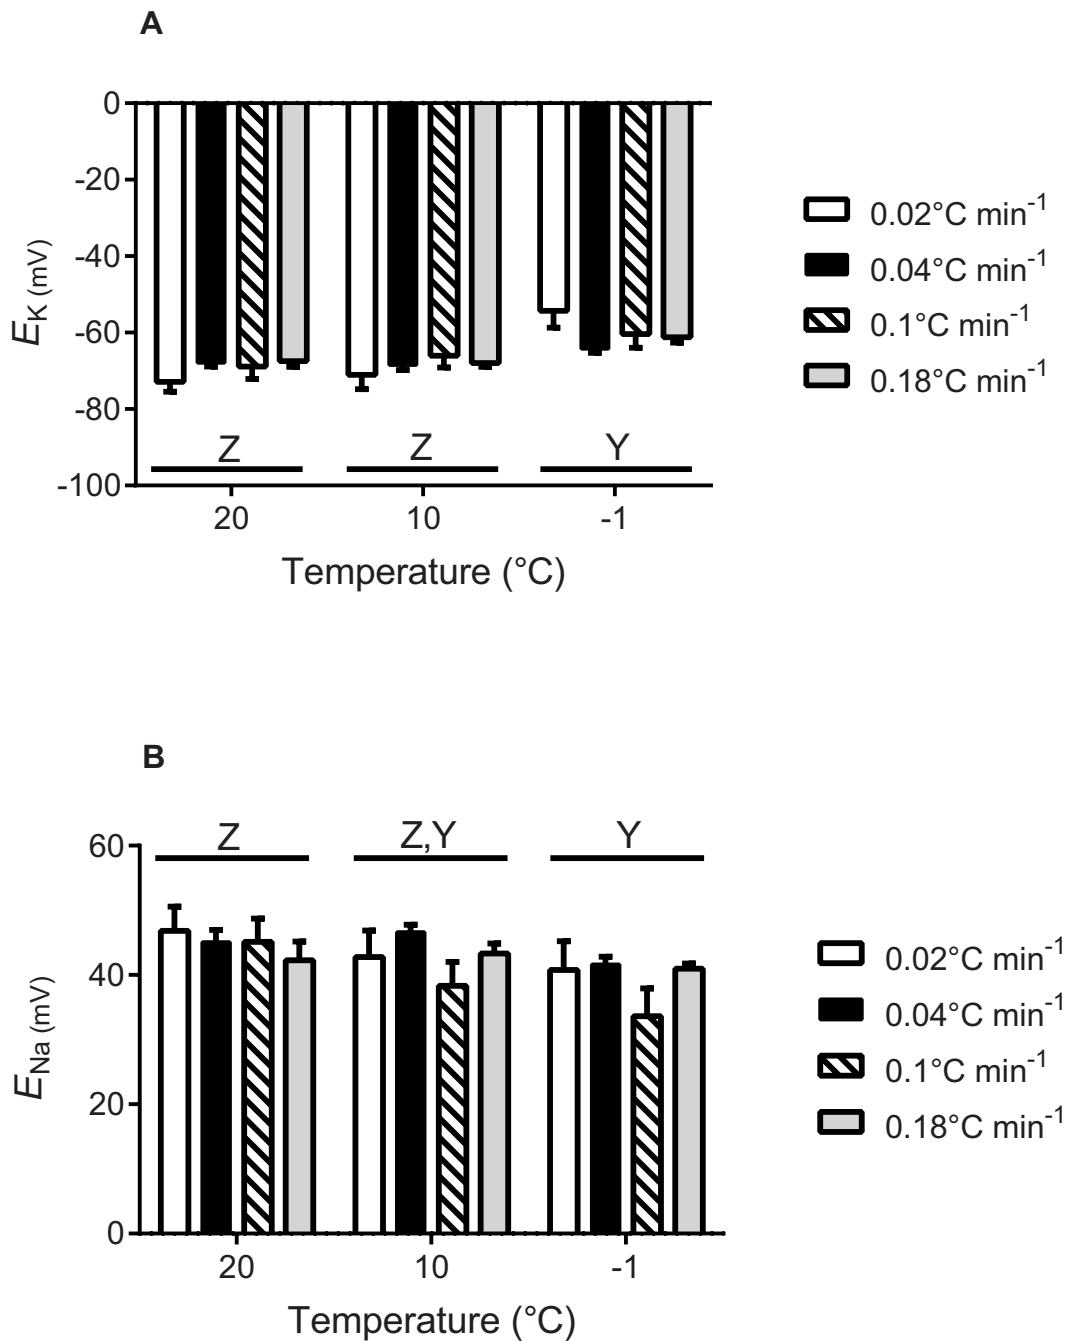 A
0
-20
-40
-60
-80
-100
E_K (mV)
Z Z Y
20 10 -1
Temperature (°C)
0.02°C min⁻¹
0.04°C min⁻¹
0.1°C min⁻¹
0.18°C min⁻¹
B
60
40
20
0
E_Na (mV)
Z Z,Y Y
20 10 -1
Temperature (°C)
0.02°C min⁻¹
0.04°C min⁻¹
0.1°C min⁻¹
0.18°C min⁻¹